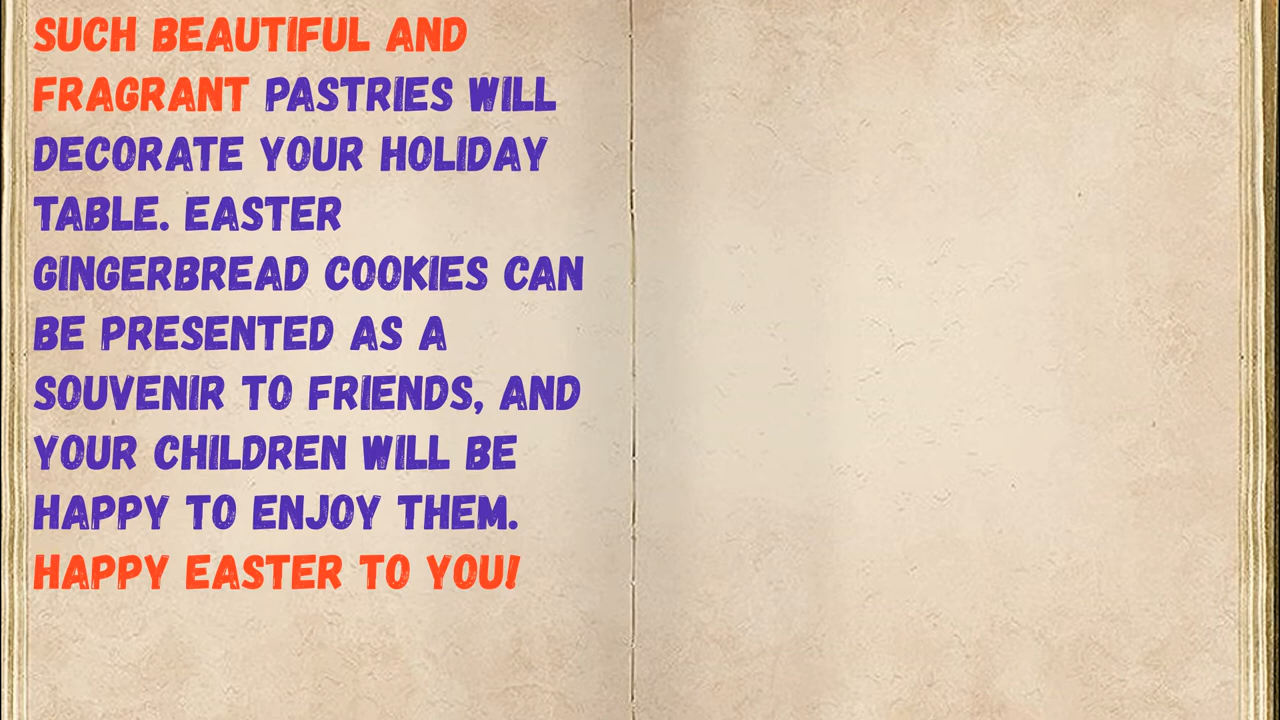 SUCH BEAUTIFUL AND
FRAGRANT PASTRIES WILL
DECORATE YOUR HOLIDAY
TABLE. EASTER
GINGERBREAD COOKIES CAN
BE PRESENTED AS A
SOUVENIR TO FRIENDS, AND
YOUR CHILDREN WILL BE
HAPPY TO ENJOY THEM.
HAPPY EASTER TO YOU!